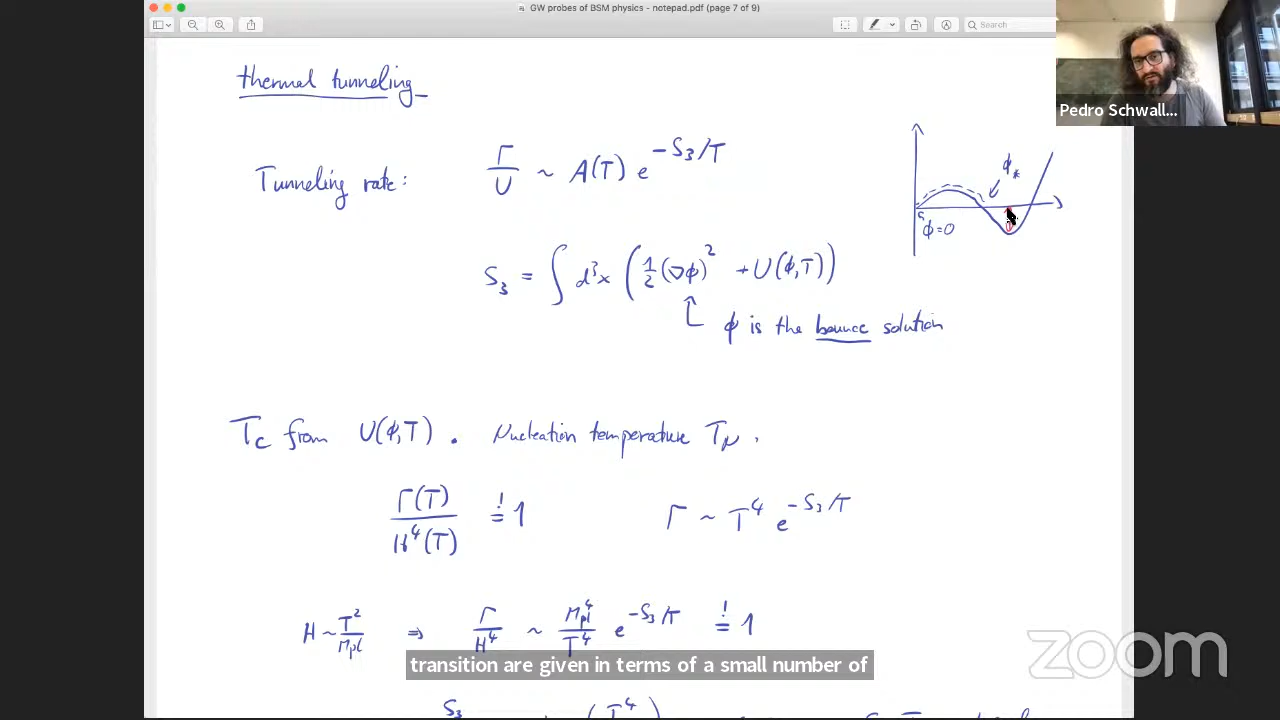 GW probes of BSM physics - notepad.pdf (page 7 of 9)
Search
Pedro Schwall...
thermal tunneling
Tunneling rate: Γ/V ~ A(T) e^{-S₃/T}
ϕ*
ϕ=0
S₃ = ∫ d³x (½(∇ϕ)² + U(ϕ,T))
ϕ is the bounce solution
T_C from U(ϕ,T). Nucleation temperature T_N.
Γ(T)/H⁴(T) =! 1 Γ ~ T⁴ e^{-S₃/T}
H ~ T²/M_pl ⇒ Γ/H⁴ ~ M_pl⁴/T⁴ e^{-S₃/T} =! 1
transition are given in terms of a small number of
zoom